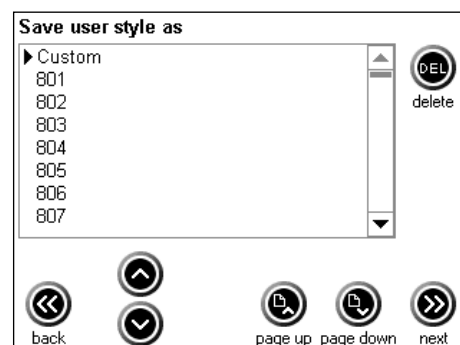 Save user style as
Custom
801
802
803
804
805
806
807
DEL
delete
back
page up
page down
next